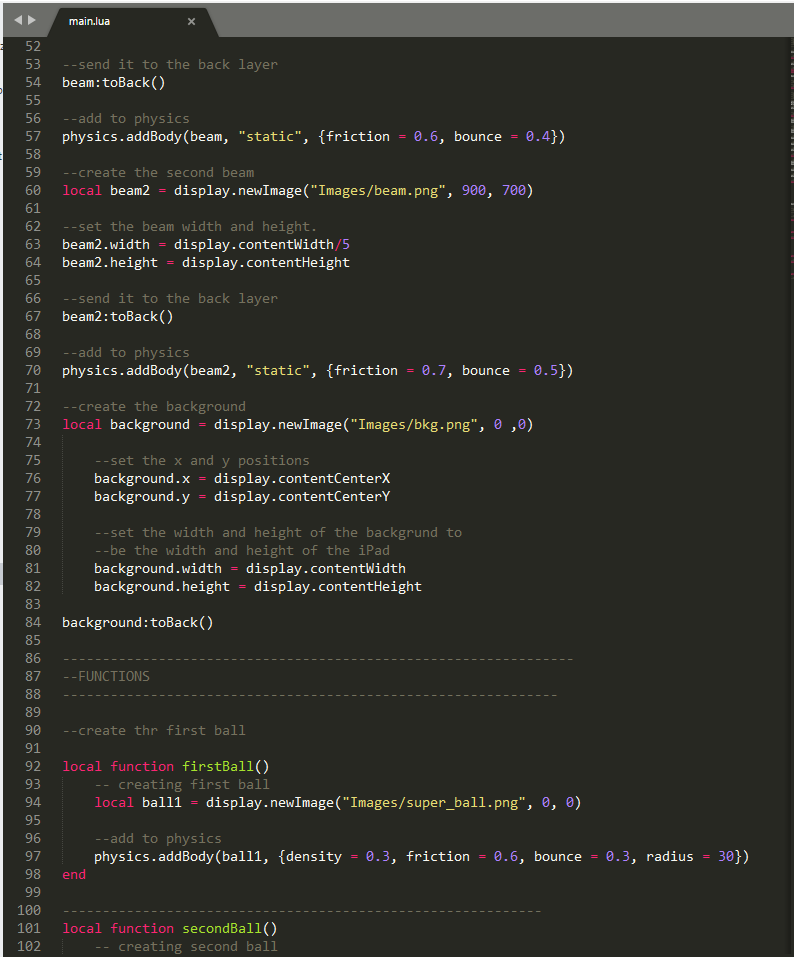 main.lua ×
52
53 --send it to the back layer
54 beam:toBack()
55
56 --add to physics
57 physics.addBody(beam, "static", {friction = 0.6, bounce = 0.4})
58
59 --create the second beam
60 local beam2 = display.newImage("Images/beam.png", 900, 700)
61
62 --set the beam width and height.
63 beam2.width = display.contentWidth/5
64 beam2.height = display.contentHeight
65
66 --send it to the back layer
67 beam2:toBack()
68
69 --add to physics
70 physics.addBody(beam2, "static", {friction = 0.7, bounce = 0.5})
71
72 --create the background
73 local background = display.newImage("Images/bkg.png", 0 ,0)
74
75     --set the x and y positions
76     background.x = display.contentCenterX
77     background.y = display.contentCenterY
78
79     --set the width and height of the backgrund to
80     --be the width and height of the iPad
81     background.width = display.contentWidth
82     background.height = display.contentHeight
83
84 background:toBack()
85
86 ----------------------------------------------------------------
87 --FUNCTIONS
88 --------------------------------------------------------------
89
90 --create thr first ball
91
92 local function firstBall()
93     -- creating first ball
94     local ball1 = display.newImage("Images/super_ball.png", 0, 0)
95
96     --add to physics
97     physics.addBody(ball1, {density = 0.3, friction = 0.6, bounce = 0.3, radius = 30})
98 end
99
100 ------------------------------------------------------------
101 local function secondBall()
102     -- creating second ball